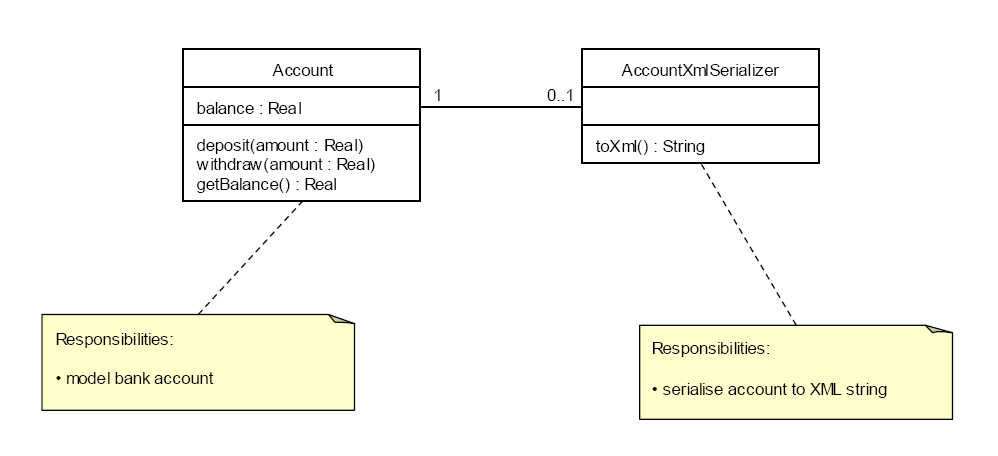 Account
balance : Real
deposit(amount : Real)
withdraw(amount : Real)
getBalance() : Real
1
0..1
AccountXmlSerializer
toXml() : String
Responsibilities:
• model bank account
Responsibilities:
• serialise account to XML string